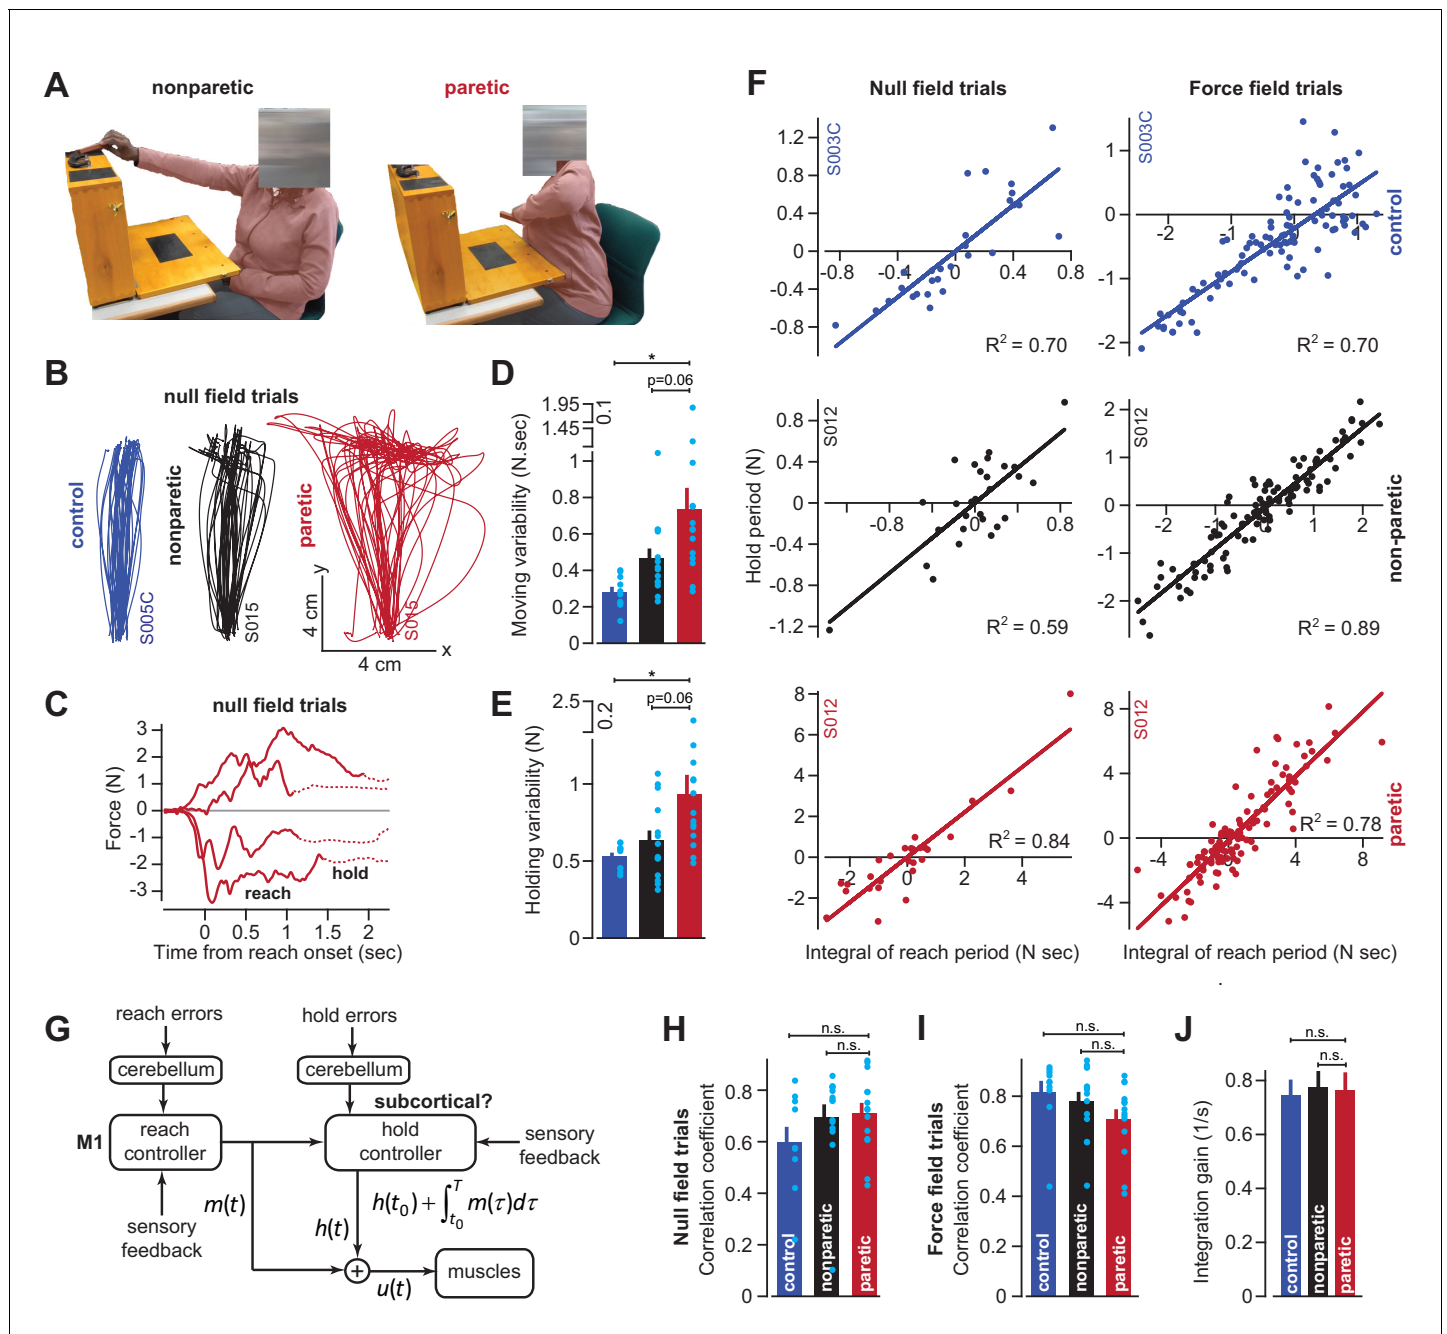 A
nonparetic
paretic
B
null field trials
control
S005C
nonparetic
S015
paretic
S015
y
4 cm
4 cm
x
C
null field trials
Force (N)
3
2
1
0
-1
-2
-3
reach
hold
0 0.5 1 1.5 2
Time from reach onset (sec)
D
*
p=0.06
Moving variability (N.sec)
1.95
1.45
0.1
1
0.8
0.6
0.4
0.2
0
E
*
p=0.06
Holding variability (N)
2.5
0.2
1
0.5
0
F
Null field trials
Force field trials
S003C
1.2
0.8
0.4
0
-0.4
-0.8
-0.8 -0.4 0 0.4 0.8
R² = 0.70
S003C
1
0
-1
-2
-2 -1 0 1
R² = 0.70
control
Hold period (N)
S012
0.8
0.4
0
-0.4
-0.8
-1.2
-0.8 0 0.8
R² = 0.59
S012
2
1
0
-1
-2
-2 -1 0 1 2
R² = 0.89
non-paretic
S012
8
6
4
2
0
-2
-2 0 2 4
R² = 0.84
Integral of reach period (N sec)
S012
8
4
0
-4
-4 0 4 8
R² = 0.78
paretic
Integral of reach period (N sec)
G
reach errors
hold errors
cerebellum
cerebellum
subcortical?
M1
reach
controller
hold
controller
sensory
feedback
sensory
feedback
m(t)
h(t)
h(t₀) + ∫ₜ₀ᵀ m(τ)dτ
+
u(t)
muscles
H
n.s.
n.s.
Null field trials
Correlation coefficient
0.8
0.6
0.4
0.2
0
control
nonparetic
paretic
I
n.s.
n.s.
Force field trials
Correlation coefficient
0.8
0.6
0.4
0.2
0
control
nonparetic
paretic
J
n.s.
n.s.
Integration gain (1/s)
0.8
0.6
0.4
0.2
0
control
nonparetic
paretic